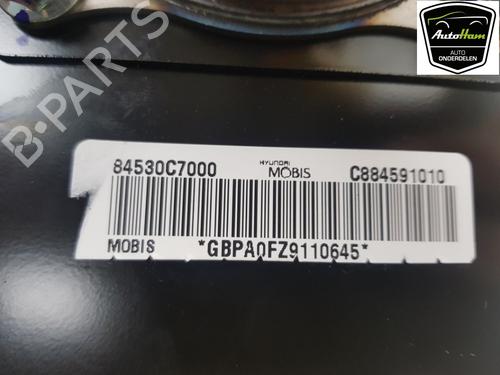 AutoHam
AUTO
ONDERDELEN
B-Parts
84530C7000
HYUNDAI
MOBIS
C884591010
MOBIS
*GBPA0FZ9110645*